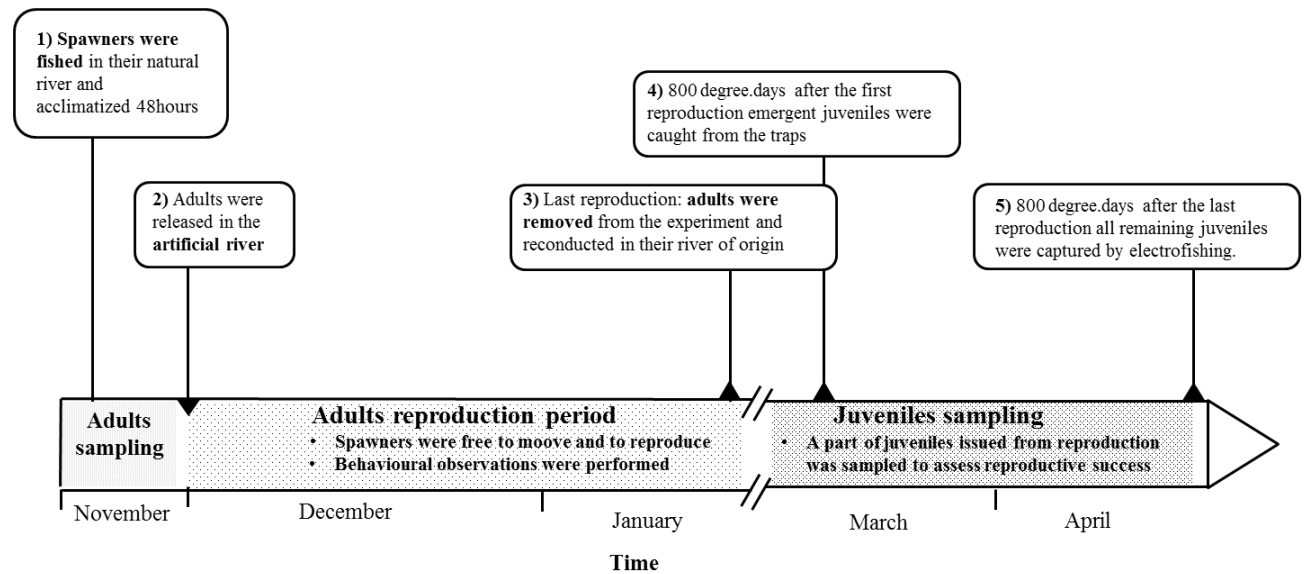 1) Spawners were
fished in their natural
river and
acclimatized 48hours
2) Adults were
released in the
artificial river
3) Last reproduction: adults were
removed from the experiment and
reconducted in their river of origin
4) 800 degree.days after the first
reproduction emergent juveniles were
caught from the traps
5) 800 degree.days after the last
reproduction all remaining juveniles
were captured by electrofishing.
Adults
sampling
Adults reproduction period
• Spawners were free to moove and to reproduce
• Behavioural observations were performed
Juveniles sampling
• A part of juveniles issued from reproduction
was sampled to assess reproductive success
November
December
January
March
April
Time